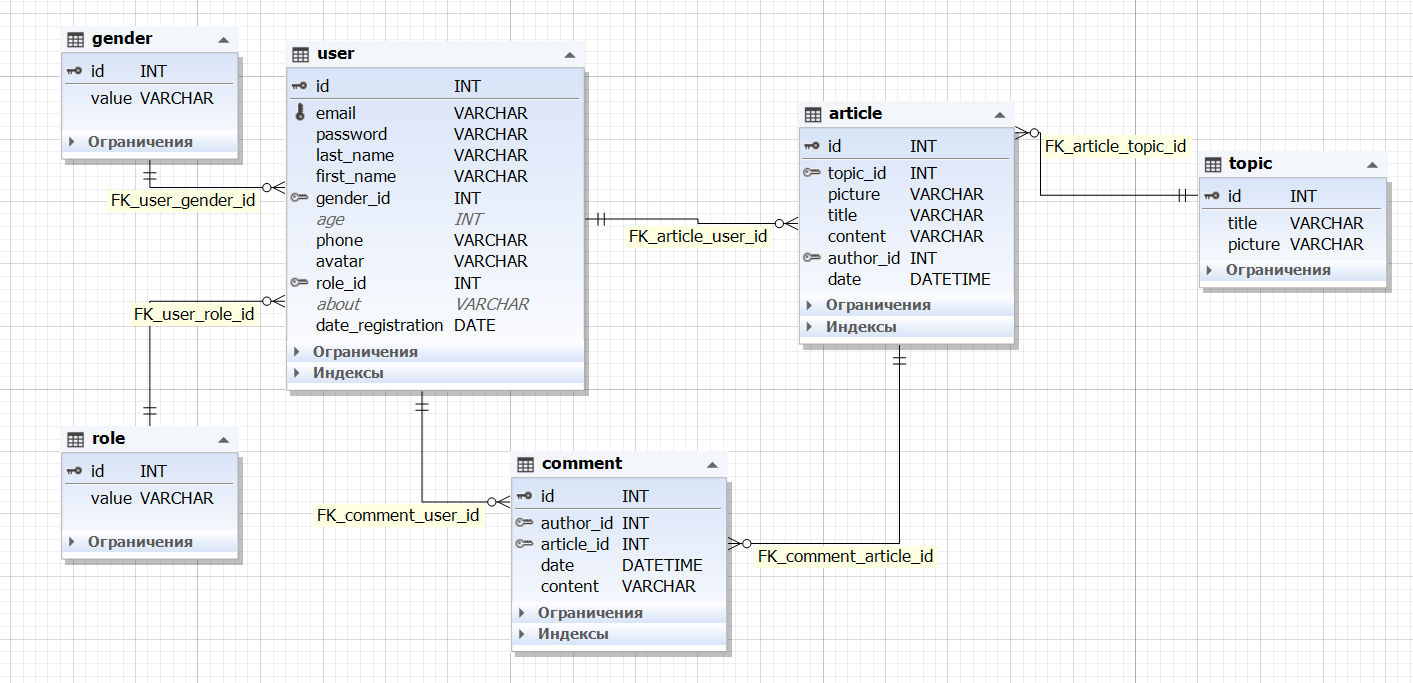 gender
id INT
value VARCHAR
Ограничения
FK_user_gender_id
user
id INT
email VARCHAR
password VARCHAR
last_name VARCHAR
first_name VARCHAR
gender_id INT
age INT
phone VARCHAR
avatar VARCHAR
role_id INT
about VARCHAR
date_registration DATE
Ограничения
Индексы
FK_user_role_id
role
id INT
value VARCHAR
Ограничения
FK_article_user_id
article
id INT
topic_id INT
picture VARCHAR
title VARCHAR
content VARCHAR
author_id INT
date DATETIME
Ограничения
Индексы
FK_article_topic_id
topic
id INT
title VARCHAR
picture VARCHAR
Ограничения
FK_comment_user_id
comment
id INT
author_id INT
article_id INT
date DATETIME
content VARCHAR
Ограничения
Индексы
FK_comment_article_id